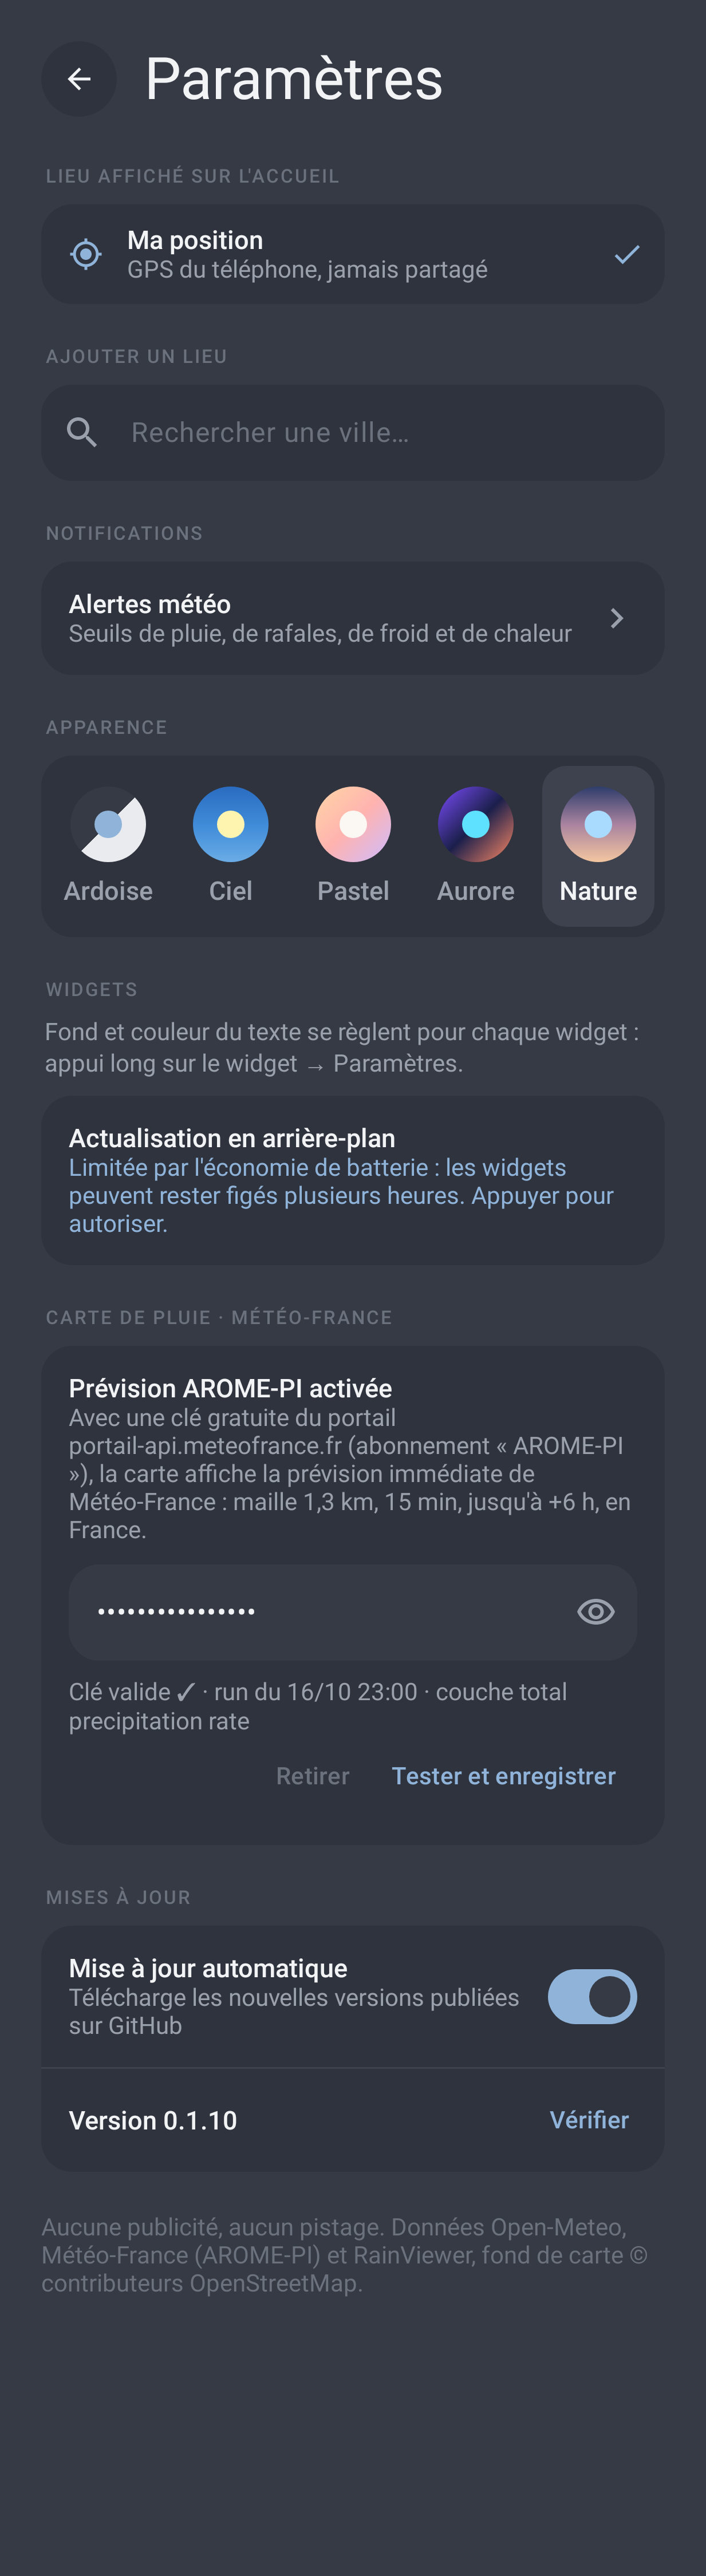 Paramètres
LIEU AFFICHÉ SUR L'ACCUEIL
Ma position
GPS du téléphone, jamais partagé
AJOUTER UN LIEU
Rechercher une ville…
NOTIFICATIONS
Alertes météo
Seuils de pluie, de rafales, de froid et de chaleur
APPARENCE
Ardoise
Ciel
Pastel
Aurore
Nature
WIDGETS
Fond et couleur du texte se règlent pour chaque widget :
appui long sur le widget → Paramètres.
Actualisation en arrière-plan
Limitée par l'économie de batterie : les widgets
peuvent rester figés plusieurs heures. Appuyer pour
autoriser.
CARTE DE PLUIE · MÉTÉO-FRANCE
Prévision AROME-PI activée
Avec une clé gratuite du portail
portail-api.meteofrance.fr (abonnement « AROME-PI
»), la carte affiche la prévision immédiate de
Météo-France : maille 1,3 km, 15 min, jusqu'à +6 h, en
France.
••••••••••••••••
Clé valide ✓ · run du 16/10 23:00 · couche total
precipitation rate
Retirer
Tester et enregistrer
MISES À JOUR
Mise à jour automatique
Télécharge les nouvelles versions publiées
sur GitHub
Version 0.1.10
Vérifier
Aucune publicité, aucun pistage. Données Open-Meteo,
Météo-France (AROME-PI) et RainViewer, fond de carte ©
contributeurs OpenStreetMap.